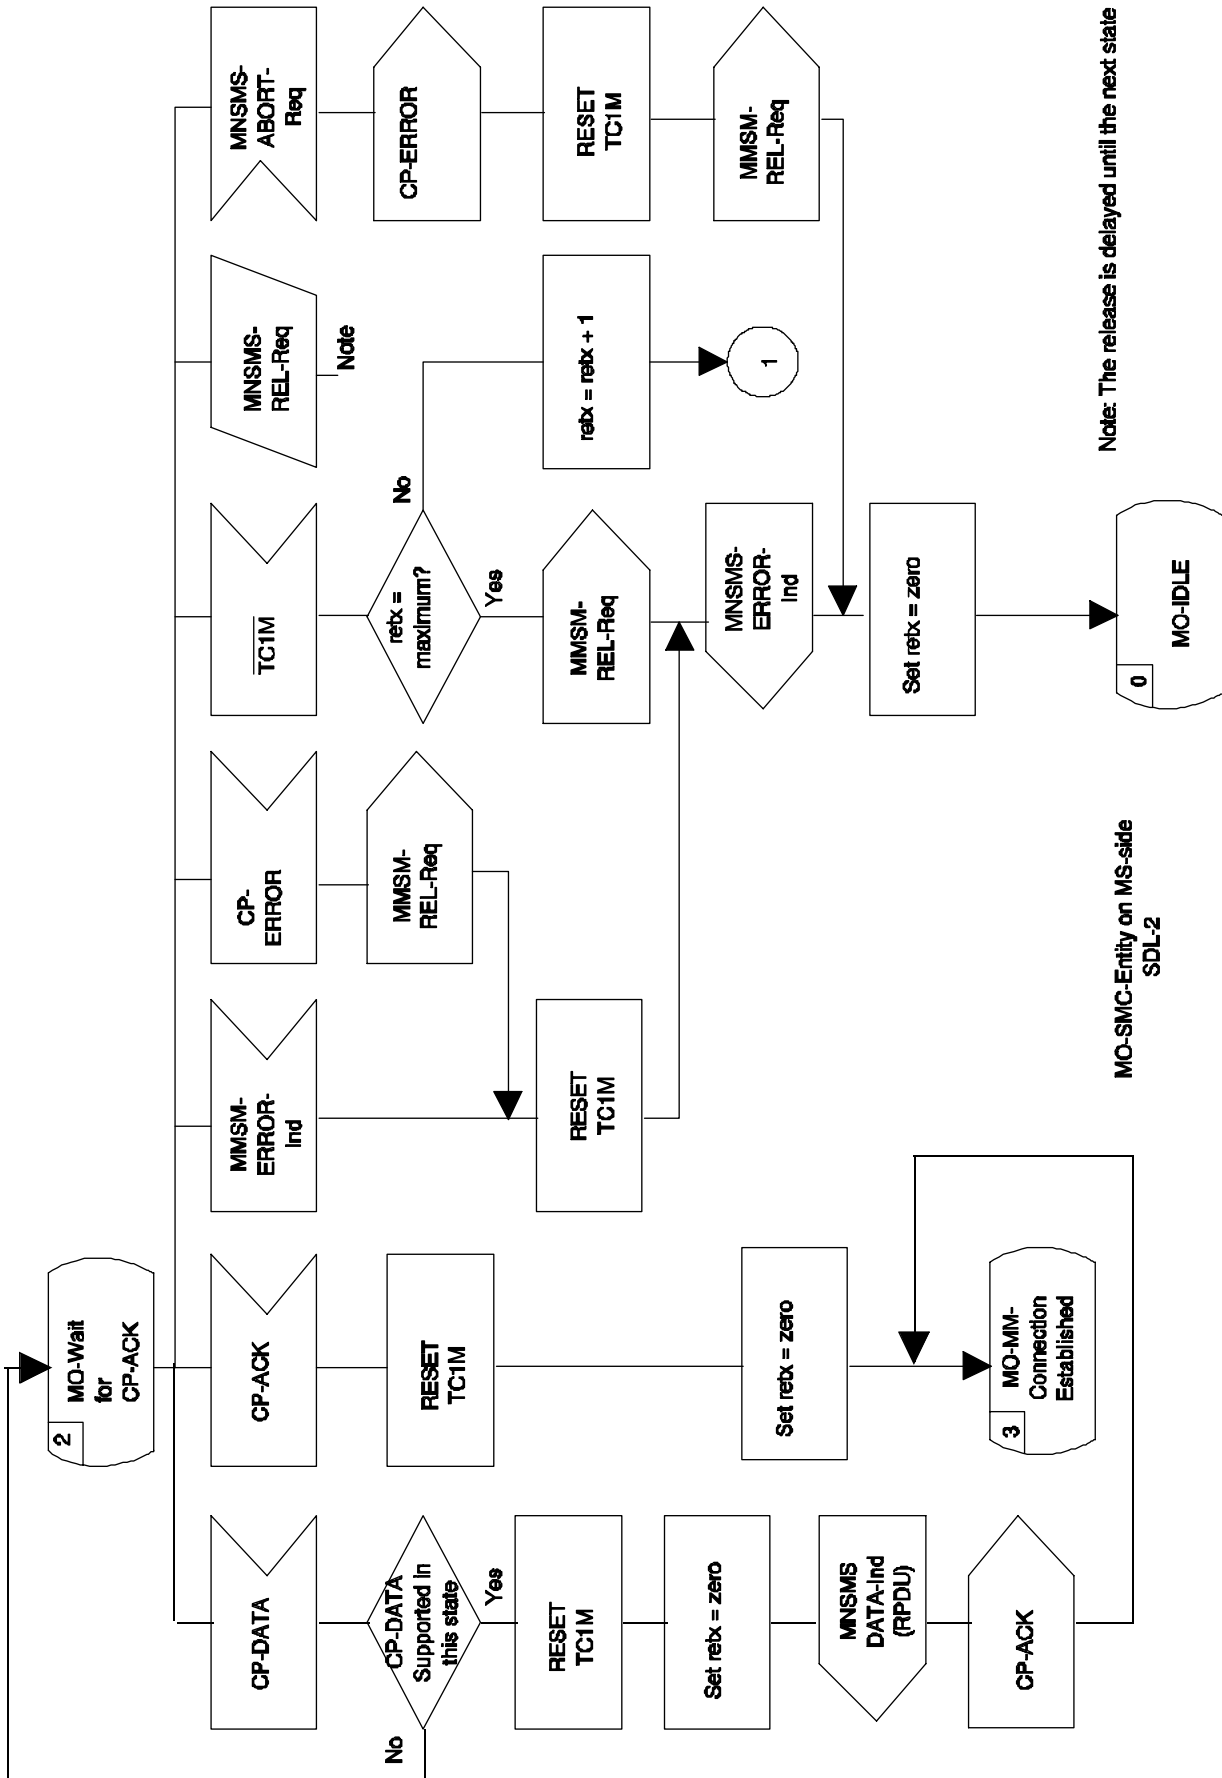 2
MO-Wait
for
CP-ACK
CP-DATA
CP-ACK
MMSM-
ERROR-
Ind
CP-
ERROR
TC1M
MNSMS-
REL-Req
Note
MNSMS-
ABORT-
Req
No
CP-DATA
Supported in
this state
Yes
RESET
TC1M
MMSM-
REL-Req
retx =
maximum?
No
Yes
CP-ERROR
RESET
TC1M
RESET
TC1M
MMSM-
REL-Req
retx = retx + 1
RESET
TC1M
Set retx = zero
Set retx = zero
MNSMS-
ERROR-
Ind
1
MMSM-
REL-Req
MNSMS
DATA-Ind
(RPDU)
Set retx = zero
CP-ACK
3
MO-MM-
Connection
Established
0
MO-IDLE
Note: The release is delayed until the next state
MO-SMC-Entity on MS-side
SDL-2